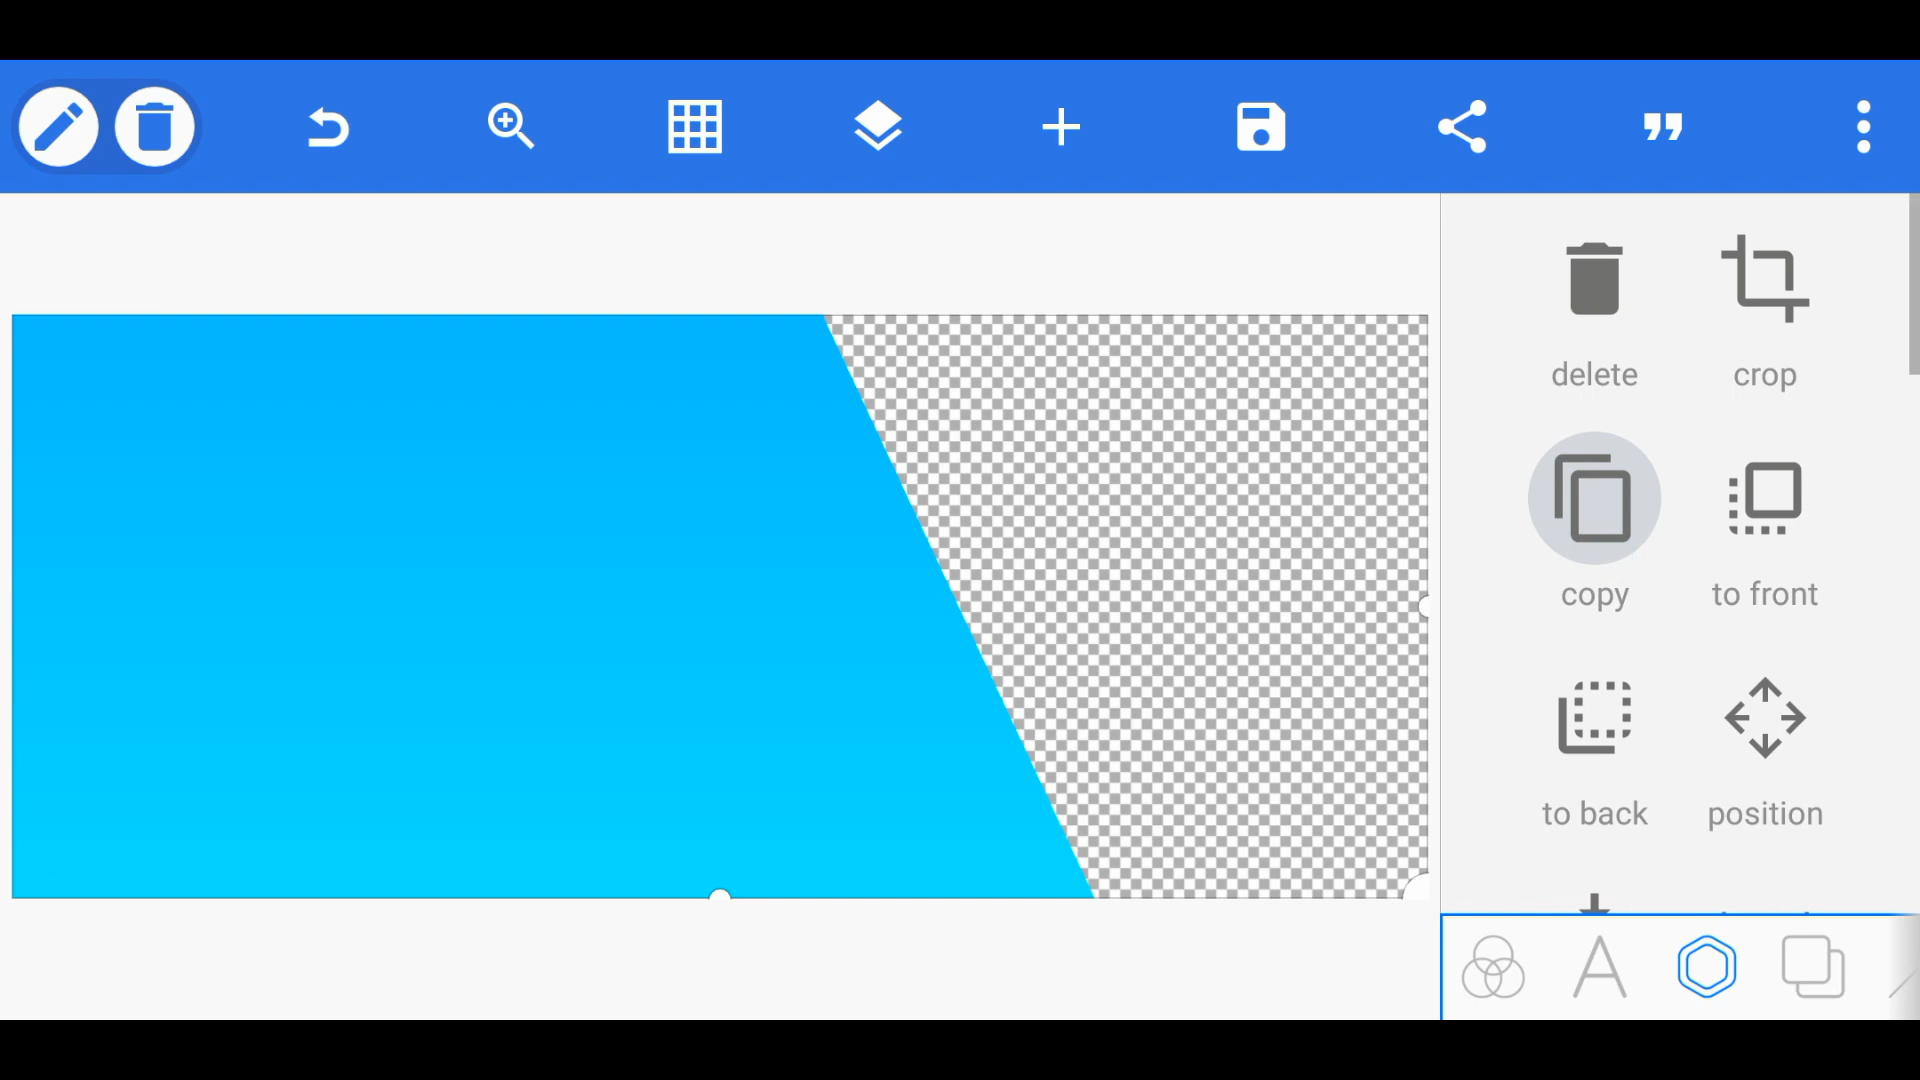 delete
crop
copy
to front
to back
position